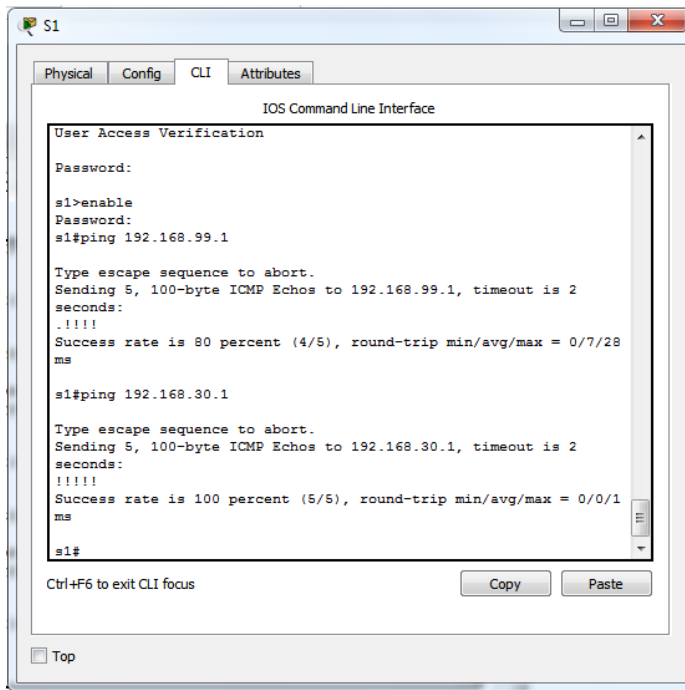 S1
Physical Config CLI Attributes
IOS Command Line Interface
User Access Verification
Password:
s1>enable
Password:
s1#ping 192.168.99.1
Type escape sequence to abort.
Sending 5, 100-byte ICMP Echos to 192.168.99.1, timeout is 2
seconds:
.!!!!
Success rate is 80 percent (4/5), round-trip min/avg/max = 0/7/28
ms
s1#ping 192.168.30.1
Type escape sequence to abort.
Sending 5, 100-byte ICMP Echos to 192.168.30.1, timeout is 2
seconds:
!!!!!
Success rate is 100 percent (5/5), round-trip min/avg/max = 0/0/1
ms
s1#
Ctrl+F6 to exit CLI focus
Copy Paste
Top